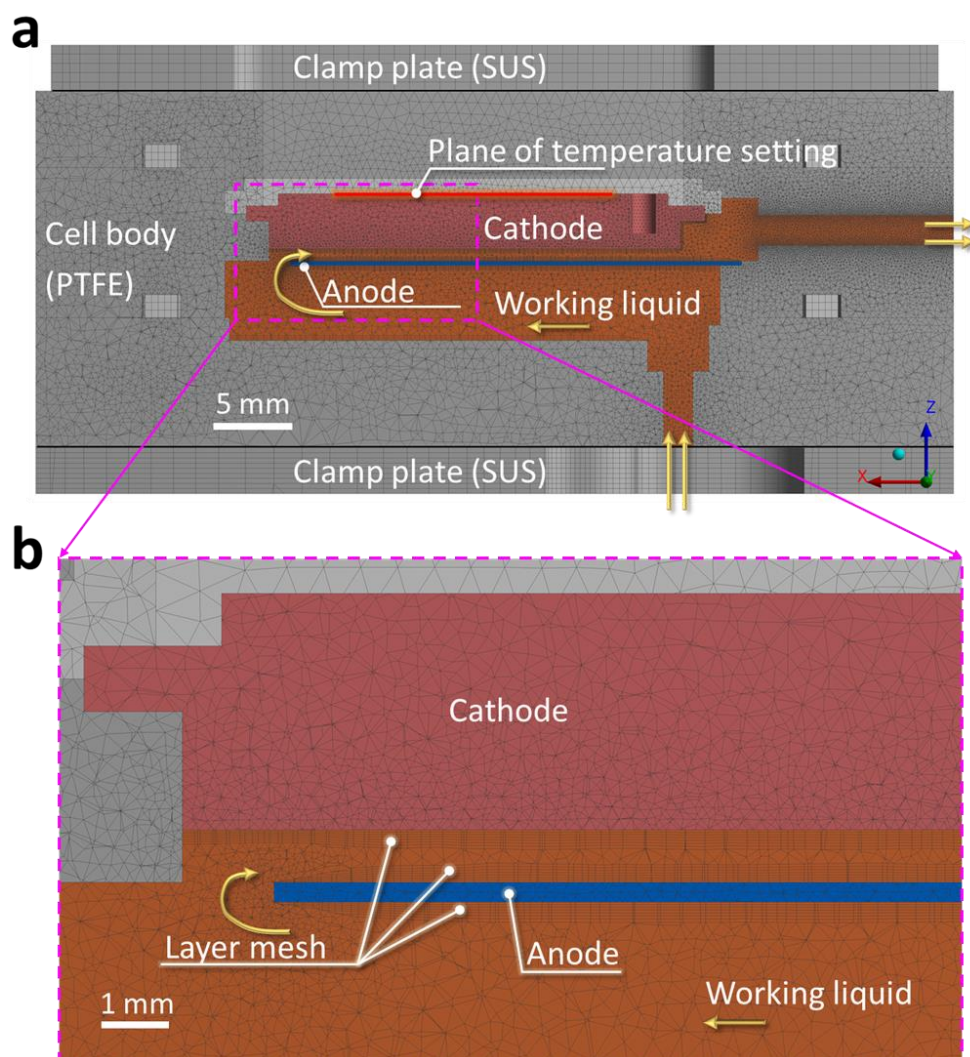 a
Clamp plate (SUS)
Plane of temperature setting
Cathode
Cell body
(PTFE)
Anode
Working liquid
5 mm
Z
X
Y
Clamp plate (SUS)
b
Cathode
Layer mesh
Anode
1 mm
Working liquid